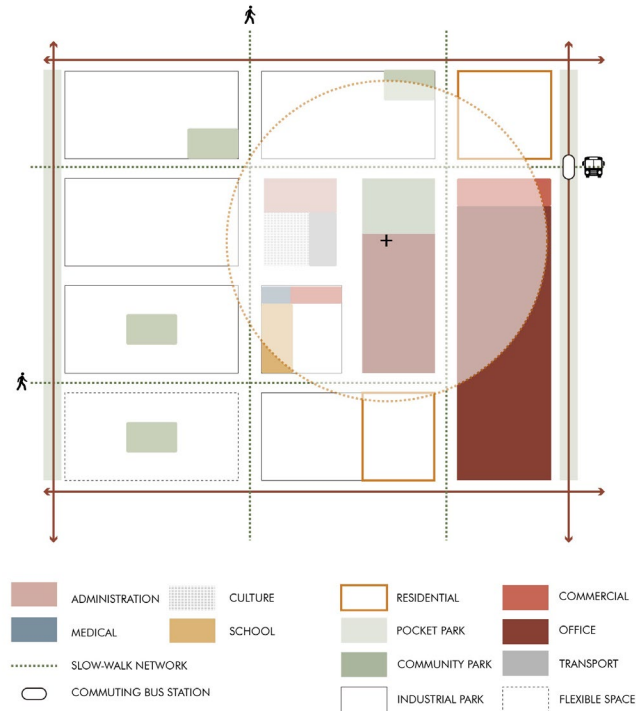 ADMINISTRATION
CULTURE
RESIDENTIAL
COMMERCIAL
MEDICAL
SCHOOL
POCKET PARK
OFFICE
SLOW-WALK NETWORK
COMMUNITY PARK
TRANSPORT
COMMUTING BUS STATION
INDUSTRIAL PARK
FLEXIBLE SPACE